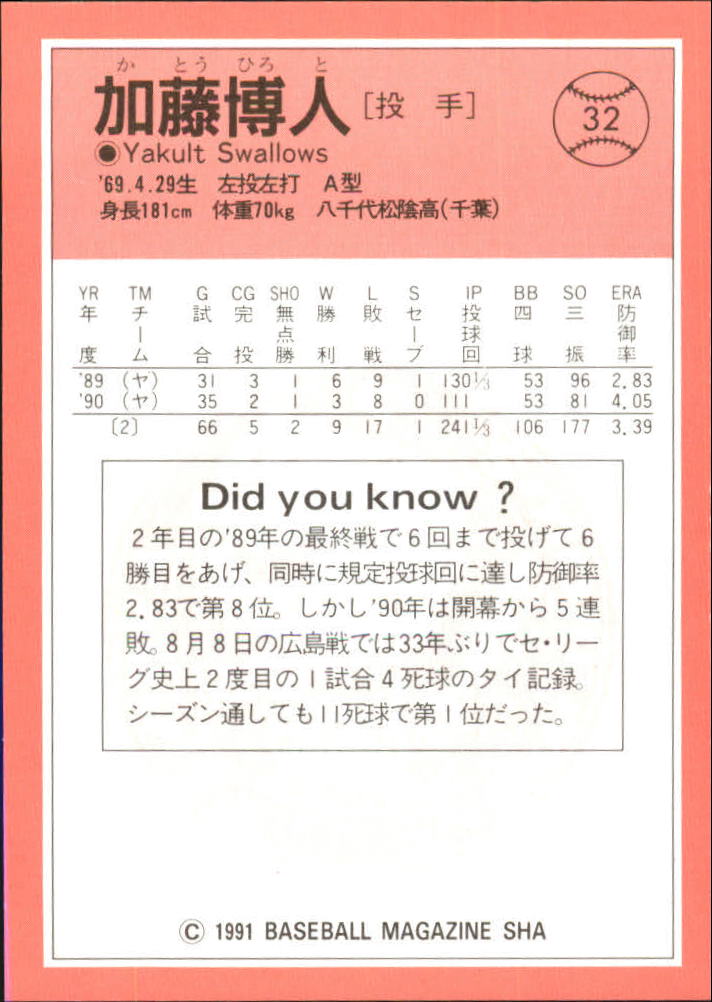 か とう ひろ と
加藤博人 [投 手]
32
●Yakult Swallows
'69.4.29生 左投左打 A型
身長181cm 体重70kg 八千代松陰高(千葉)
YR TM G CG SHO W L S IP BB SO ERA
年度 チーム 試合 完投 無点勝 勝利 敗戦 セーブ 投球回 四球 三振 防御率
'89 (ヤ) 31 3 1 6 9 1 130⅓ 53 96 2.83
'90 (ヤ) 35 2 1 3 8 0 111 53 81 4.05
〔2〕 66 5 2 9 17 1 241⅓ 106 177 3.39
Did you know ?
2年目の'89年の最終戦で6回まで投げて6
勝目をあげ、同時に規定投球回に達し防御率
2.83で第8位。しかし'90年は開幕から5連
敗。8月8日の広島戦では33年ぶりでセ・リー
グ史上2度目の1試合4死球のタイ記録。
シーズン通しても11死球で第1位だった。
© 1991 BASEBALL MAGAZINE SHA